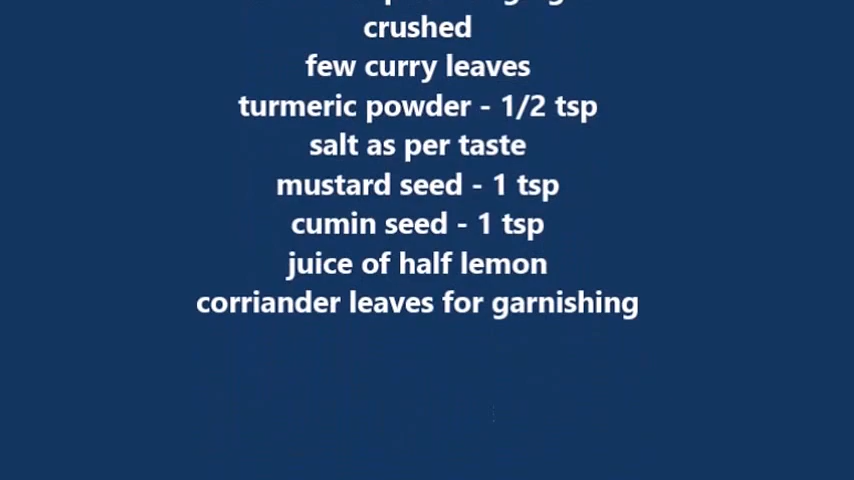 crushed
few curry leaves
turmeric powder - 1/2 tsp
salt as per taste
mustard seed - 1 tsp
cumin seed - 1 tsp
juice of half lemon
corriander leaves for garnishing